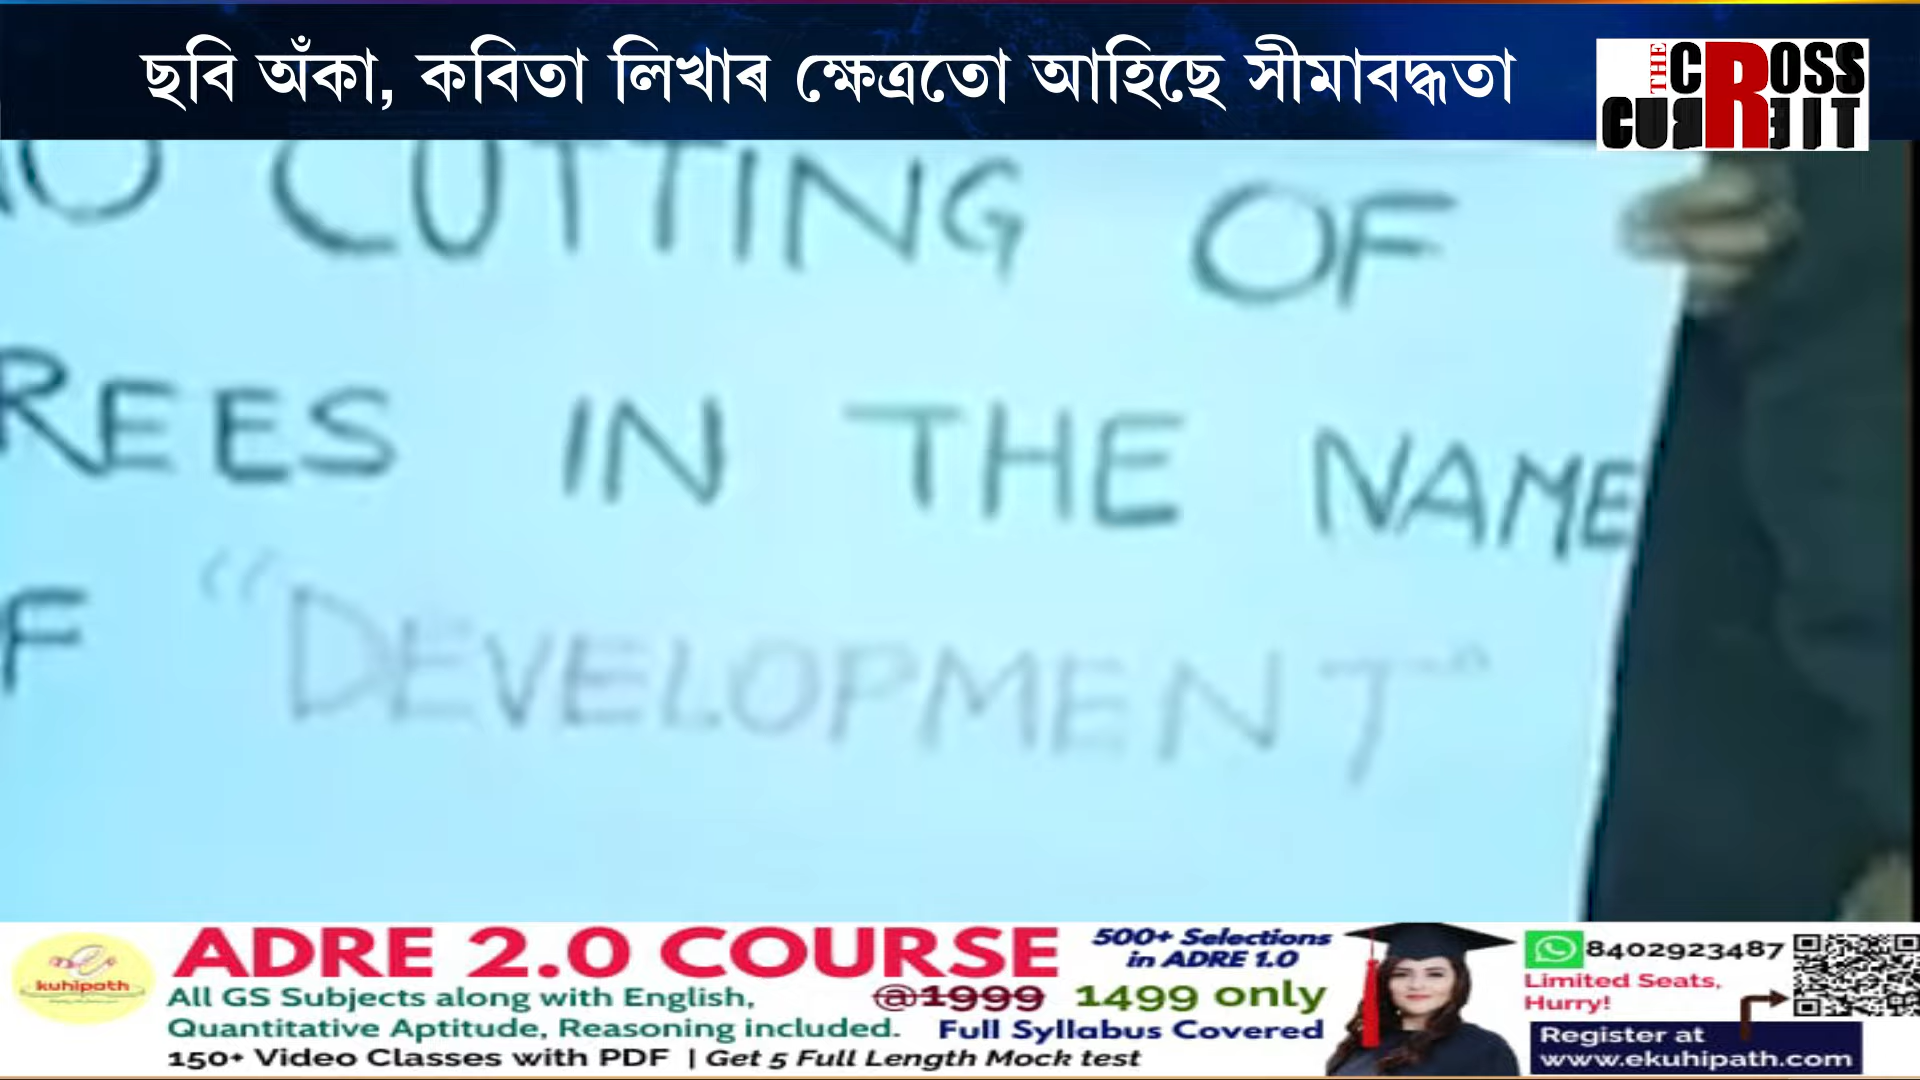 ছবি অঁকা, কবিতা লিখাৰ ক্ষেত্ৰতো আহিছে সীমাবদ্ধতা
THE CROSS
CURRENT
CUTTING OF
REES IN THE NAME
F "DEVELOPMENT"
kuhipath
ADRE 2.0 COURSE
All GS Subjects along with English,
Quantitative Aptitude, Reasoning included.
150+ Video Classes with PDF | Get 5 Full Length Mock test
500+ Selections
in ADRE 1.0
@1999 1499 only
Full Syllabus Covered
8402923487
Limited Seats,
Hurry!
Register at
www.ekuhipath.com